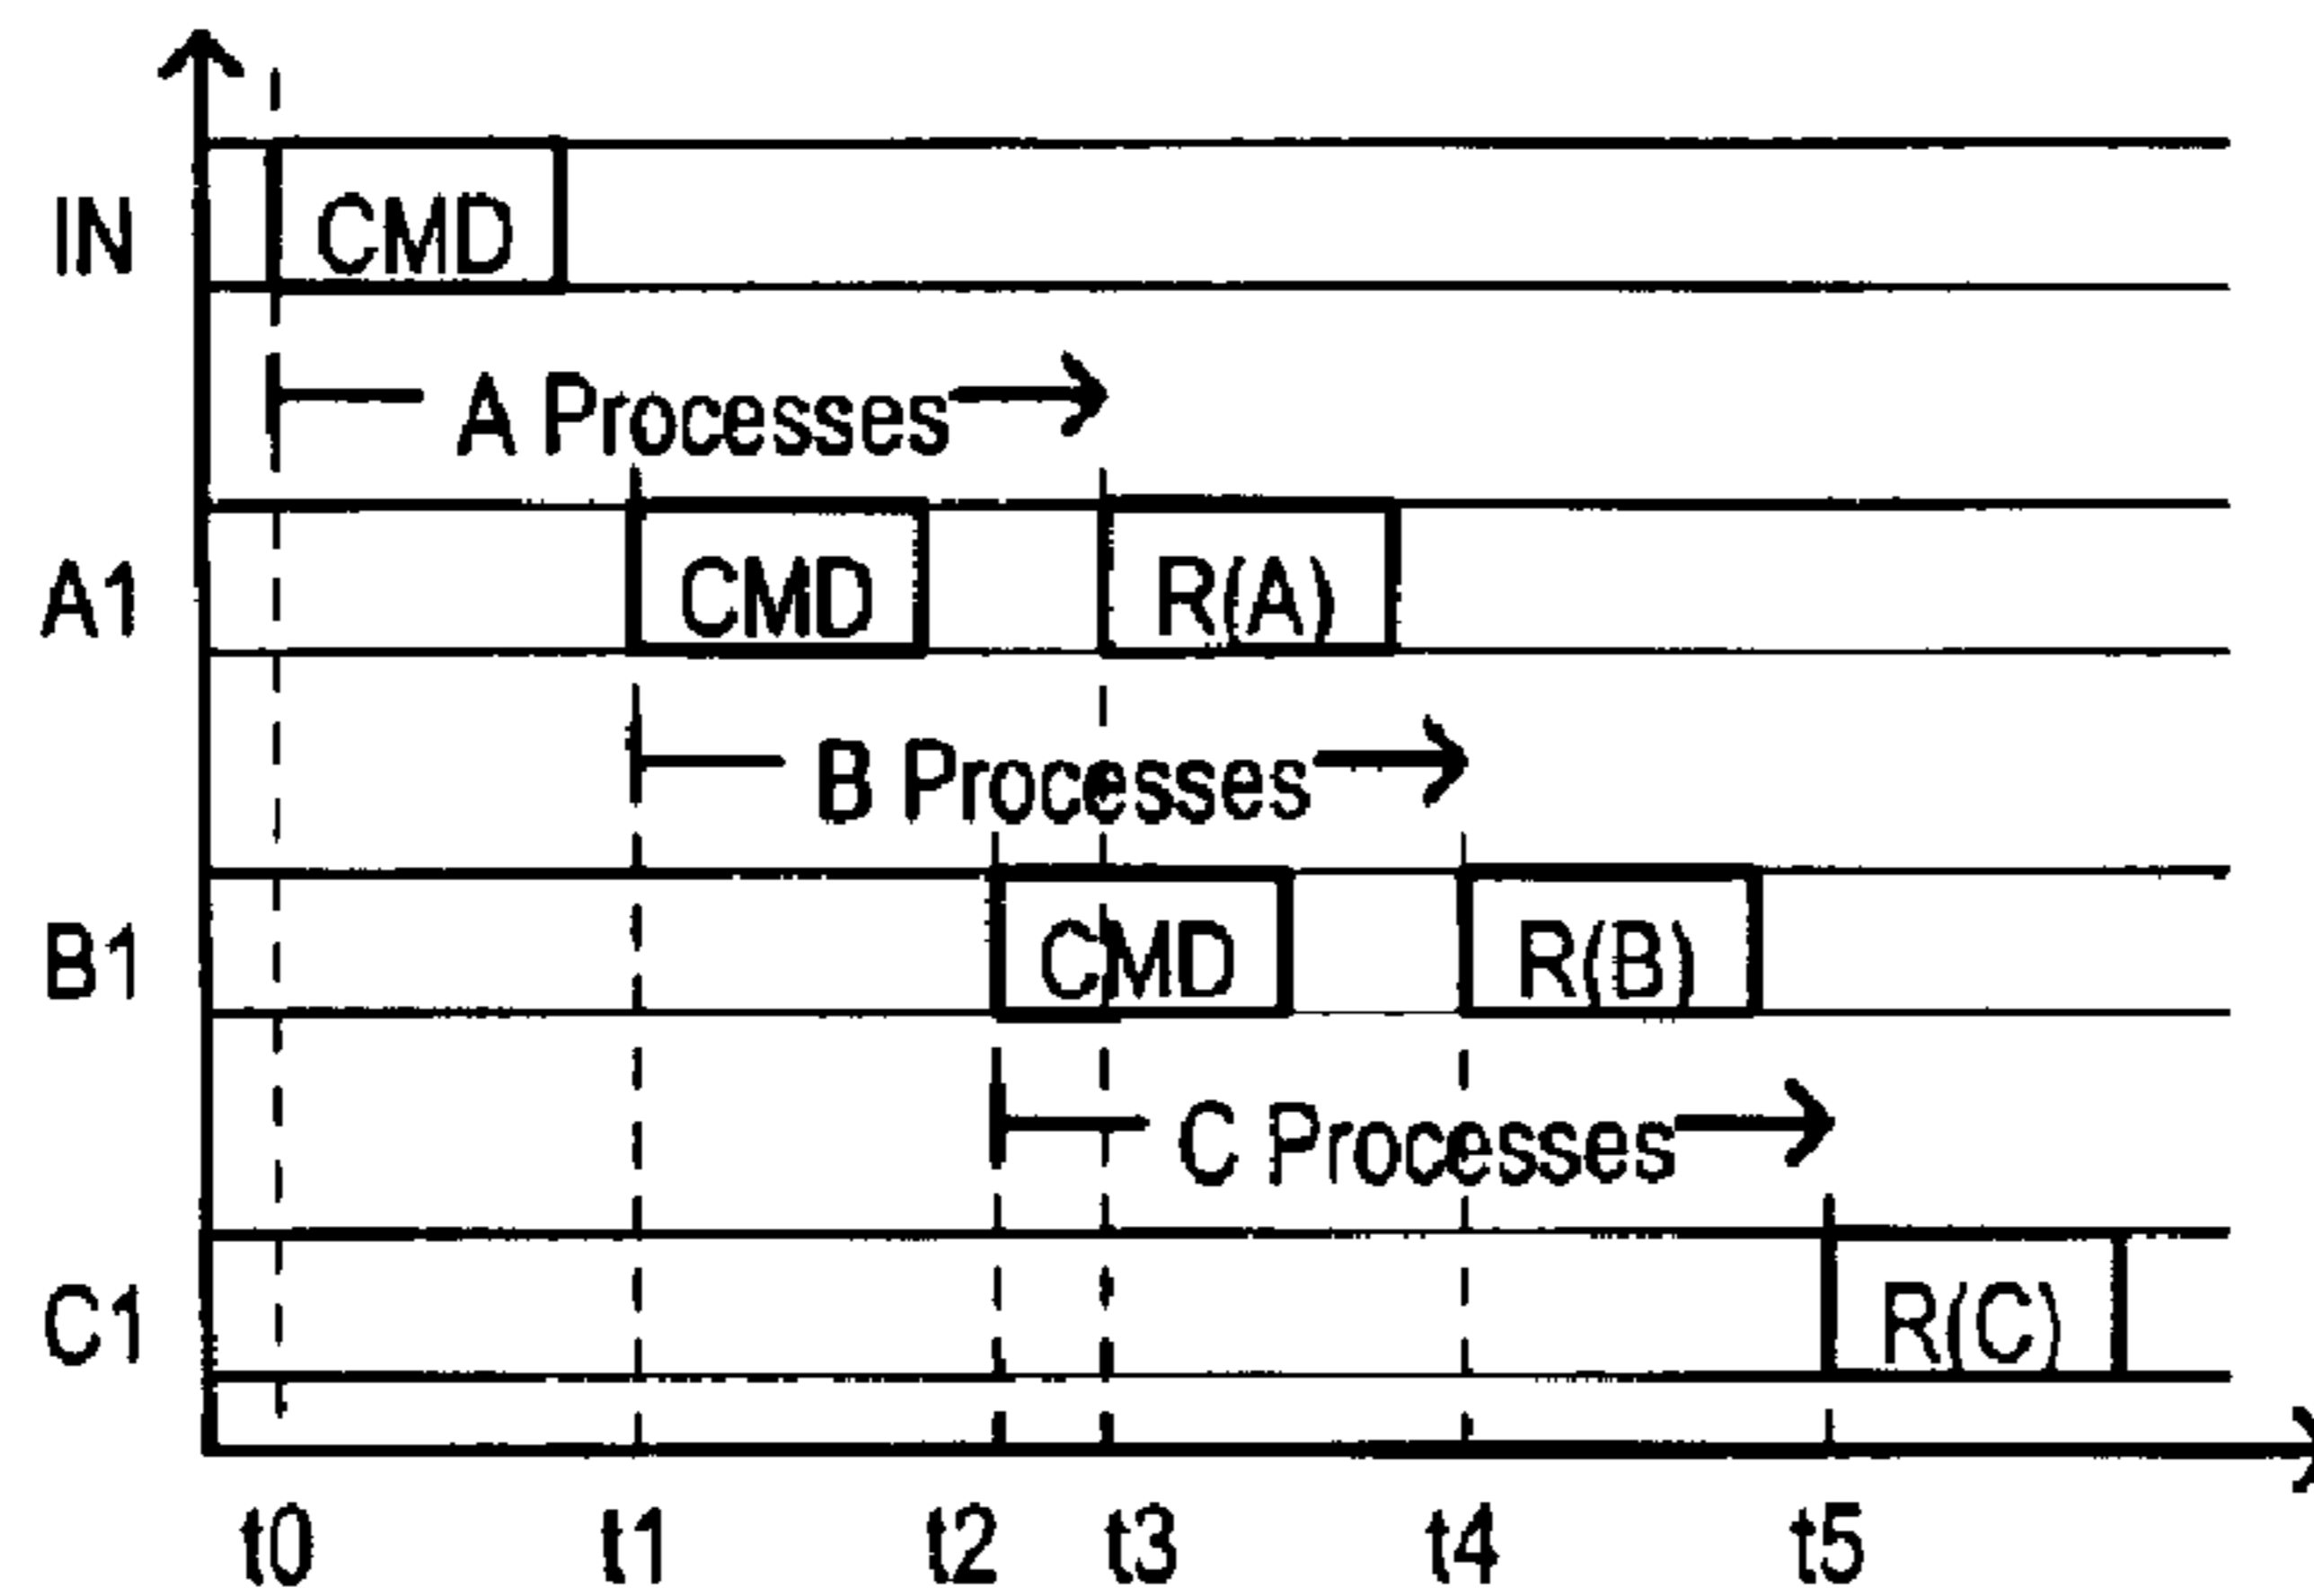 IN CMD
A Processes
A1 CMD R(A)
B Processes
B1 CMD R(B)
C Processes
C1 R(C)
t0 t1 t2 t3 t4 t5